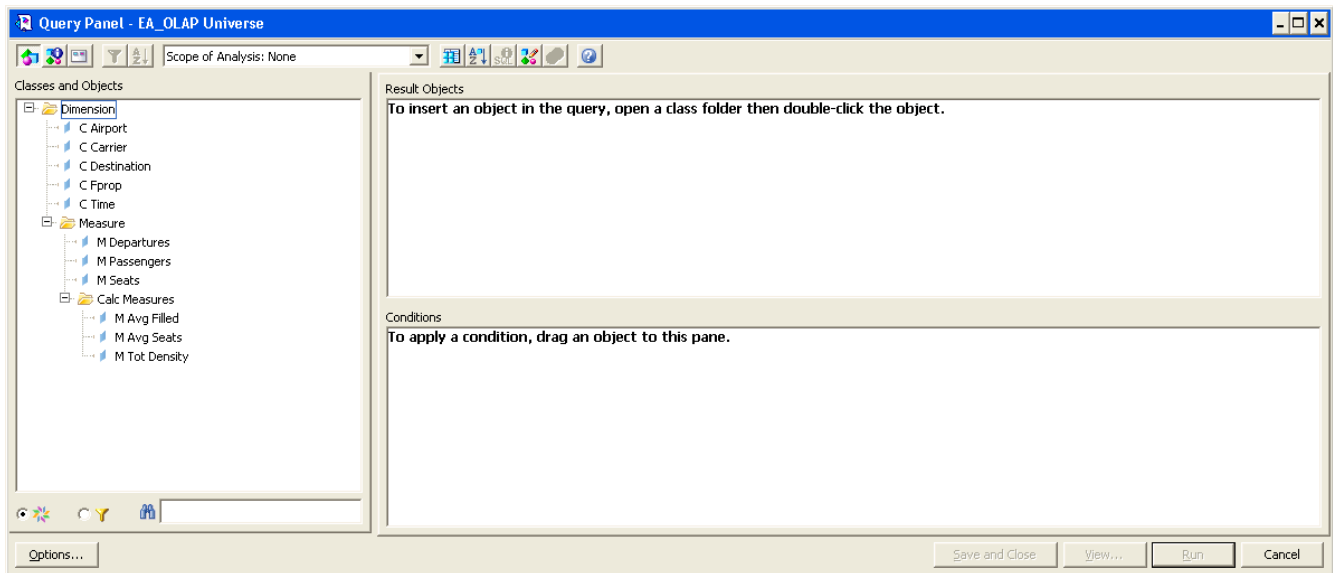 Query Panel - EA_OLAP Universe
Scope of Analysis: None
Classes and Objects
Dimension
C Airport
C Carrier
C Destination
C Fprop
C Time
Measure
M Departures
M Passengers
M Seats
Calc Measures
M Avg Filled
M Avg Seats
M Tot Density
Result Objects
To insert an object in the query, open a class folder then double-click the object.
Conditions
To apply a condition, drag an object to this pane.
Options...
Save and Close
View...
Run
Cancel